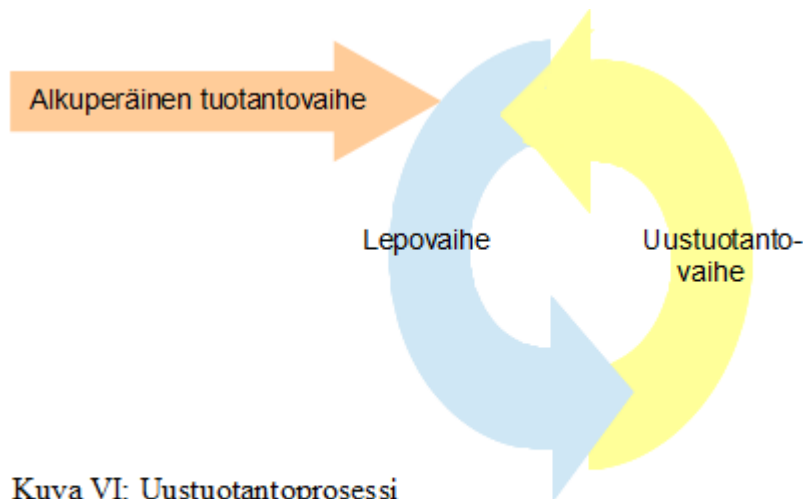 Alkuperäinen tuotantovaihe
Lepovaihe
Uustuotanto-
vaihe
Kuva VI: Uustuotantoprosessi